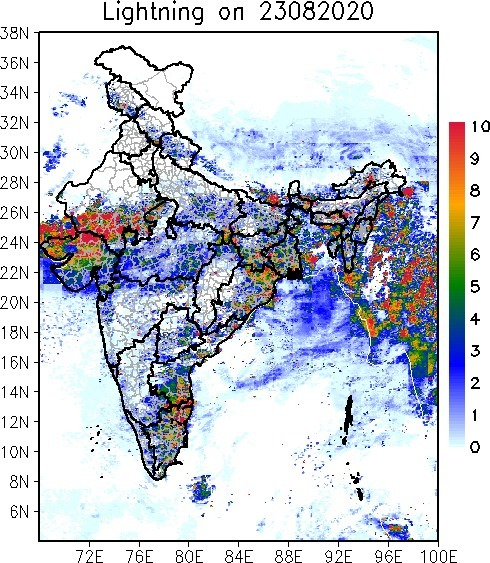 Lightning on 23082020
38N
36N
34N
32N
30N
28N
26N
24N
22N
20N
18N
16N
14N
12N
10N
8N
6N
72E 76E 80E 84E 88E 92E 96E 100E
10
9
8
7
6
5
4
3
2
1
0